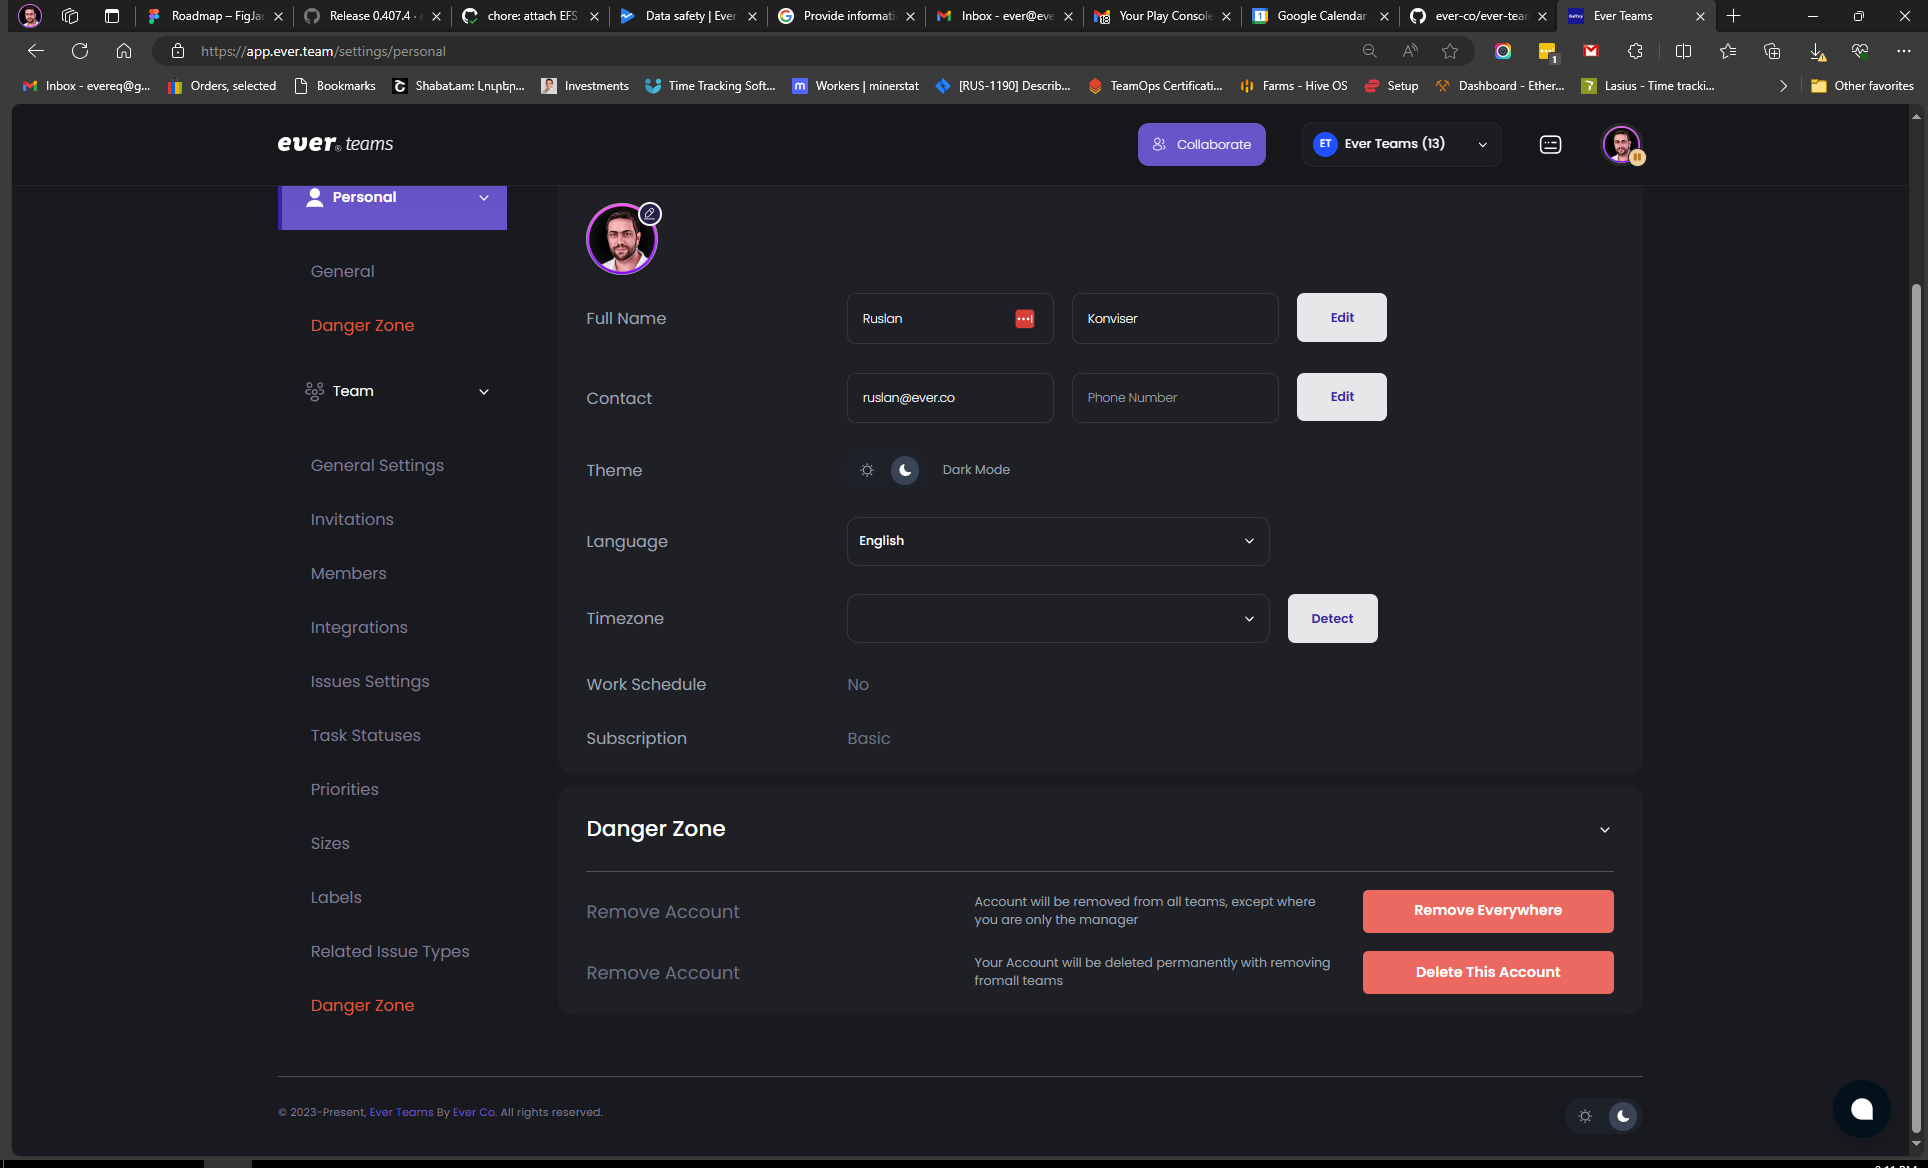 Roadmap – FigJa
Release 0.407.4 ·
chore: attach EFS
Data safety | Ever
Provide informati
Inbox - ever@eve
Your Play Console
Google Calendar
ever-co/ever-tean
Ever Teams
https://app.ever.team/settings/personal
Inbox - evereq@g...
Orders, selected
Bookmarks
Shabat.am: Լուրեր,...
Investments
Time Tracking Soft...
Workers | minerstat
[RUS-1190] Describ...
TeamOps Certificati...
Farms - Hive OS
Setup
Dashboard - Ether...
Lasius - Time tracki...
Other favorites
ever® teams
Collaborate
ET
Ever Teams (13)
Personal
General
Danger Zone
Team
General Settings
Invitations
Members
Integrations
Issues Settings
Task Statuses
Priorities
Sizes
Labels
Related Issue Types
Danger Zone
Full Name
Ruslan
Konviser
Edit
Contact
ruslan@ever.co
Phone Number
Edit
Theme
Dark Mode
Language
English
Timezone
Detect
Work Schedule
No
Subscription
Basic
Danger Zone
Remove Account
Account will be removed from all teams, except where
you are only the manager
Remove Everywhere
Remove Account
Your Account will be deleted permanently with removing
fromall teams
Delete This Account
© 2023-Present, Ever Teams By Ever Co. All rights reserved.